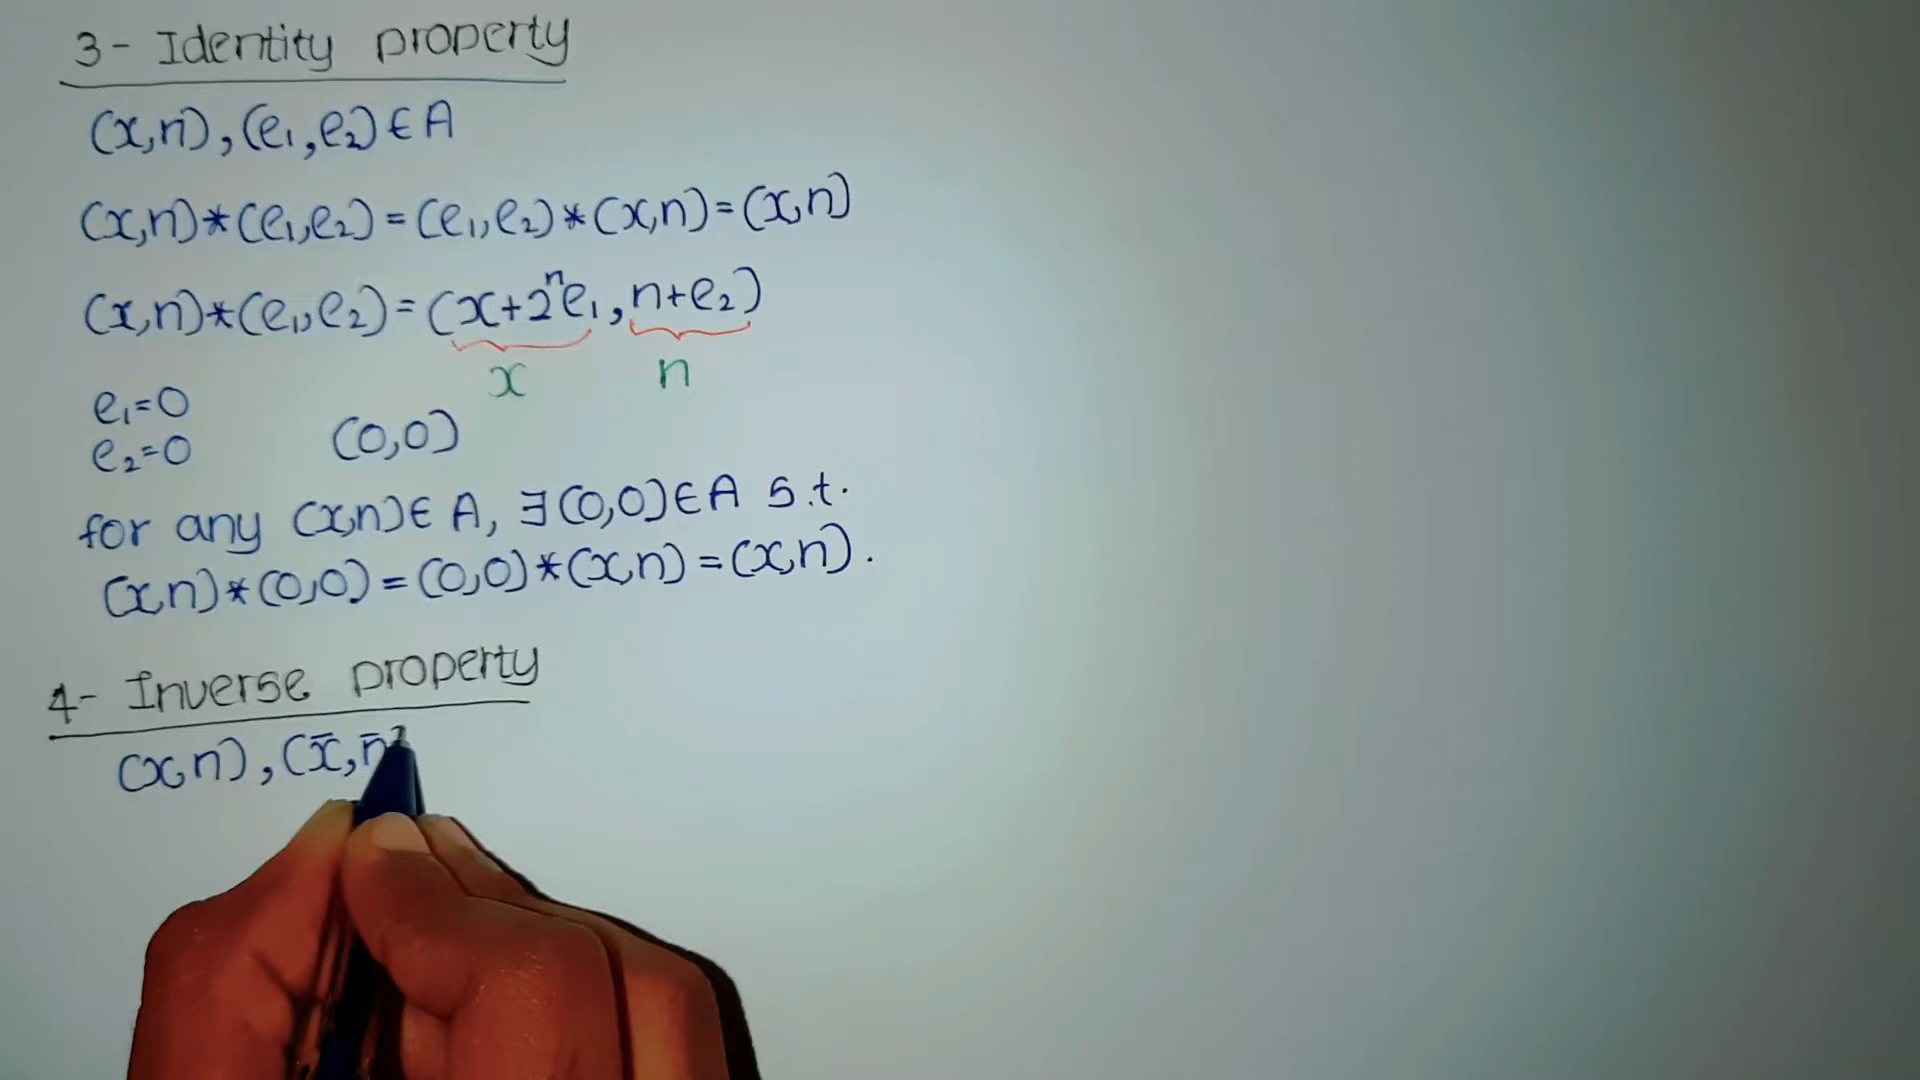 3- Identity property
(x,n),(e₁,e₂)∈A
(x,n)*(e₁,e₂)=(e₁,e₂)*(x,n)=(x,n)
(x,n)*(e₁,e₂)=(x+2ⁿe₁,n+e₂)
x n
e₁=0
e₂=0 (0,0)
for any (x,n)∈A, ∃(0,0)∈A s.t.
(x,n)*(0,0)=(0,0)*(x,n)=(x,n).
4- Inverse property
(x,n),(x̄,n̄)